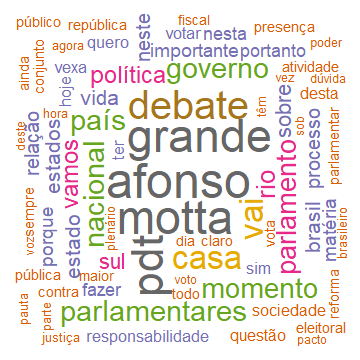 público
república
fiscal
presença
neste
votar
nesta
agora
quero
importante
portanto
poder
ainda
conjunto
hoje
vexa
política
governo
atividade
vez
dúvida
vida
debate
sobre
desta
têm
país
grande
processo
sob
deste
hora
relação
estados
vamos
ter
nacional
afonso
rio
parlamento
parlamentar
porque
motta
vai
brasil
matéria
brasileiro
voz
sempre
estado
plenário
pdt
vota
dia
claro
sul
casa
sim
pública
maior
contra
fazer
voto
todo
momento
reforma
pauta
parte
parlamentares
sociedade
eleitoral
justiça
responsabilidade
questão
pacto